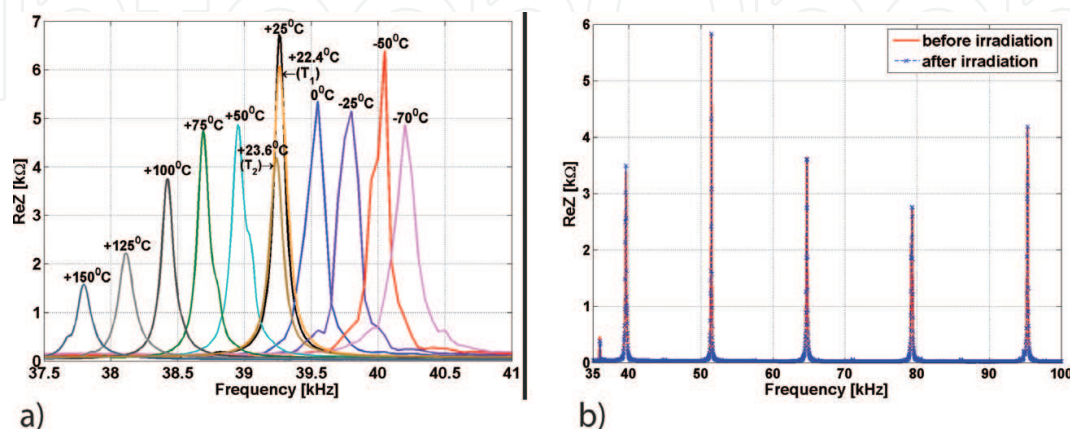 7
6
5
4
3
2
1
0
ReZ [kΩ]
+25⁰C
+22.4⁰C
(T₁)
-50⁰C
0⁰C
-25⁰C
-70⁰C
+50⁰C
+75⁰C
+23.6⁰C
(T₂)
+100⁰C
+125⁰C
+150⁰C
37.5 38 38.5 39 39.5 40 40.5 41
Frequency [kHz]
a)
6
5
4
3
2
1
0
ReZ [kΩ]
before irradiation
after irradiation
35 40 50 60 70 80 90 100
Frequency [kHz]
b)